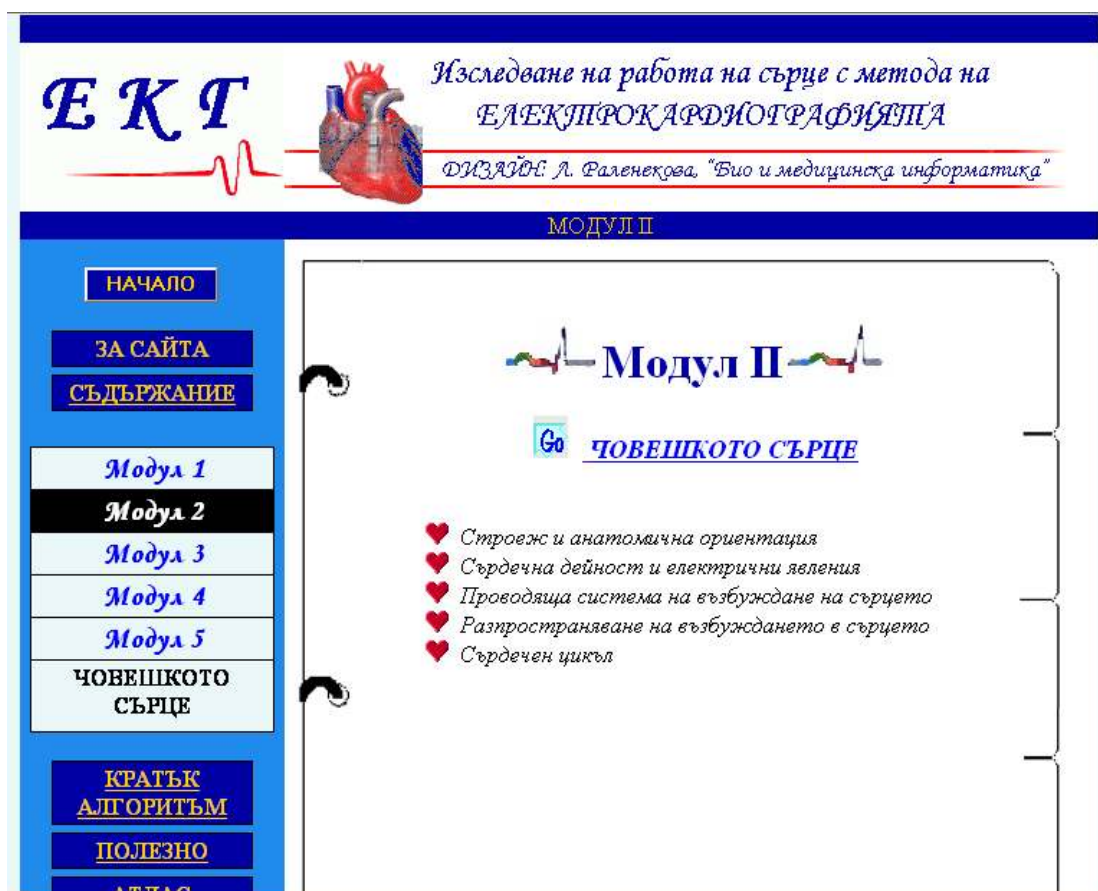 ЕКГ
Изследване на работа на сърце с метода на
ЕЛЕКТРОКАРДИОГРАФИЯТА
ДИЗАЙН: Л. Раленекова, "Био и медицинска информатика"
МОДУЛ II
НАЧАЛО
ЗА САЙТА
СЪДЪРЖАНИЕ
Модул 1
Модул 2
Модул 3
Модул 4
Модул 5
ЧОВЕШКОТО
СЪРЦЕ
КРАТЪК
АЛГОРИТЪМ
ПОЛЕЗНО
АТЛАС
Модул II
Go ЧОВЕШКОТО СЪРЦЕ
Строеж и анатомична ориентация
Сърдечна дейност и електрични явления
Проводяща система на възбуждане на сърцето
Разпространяване на възбуждането в сърцето
Сърдечен цикъл